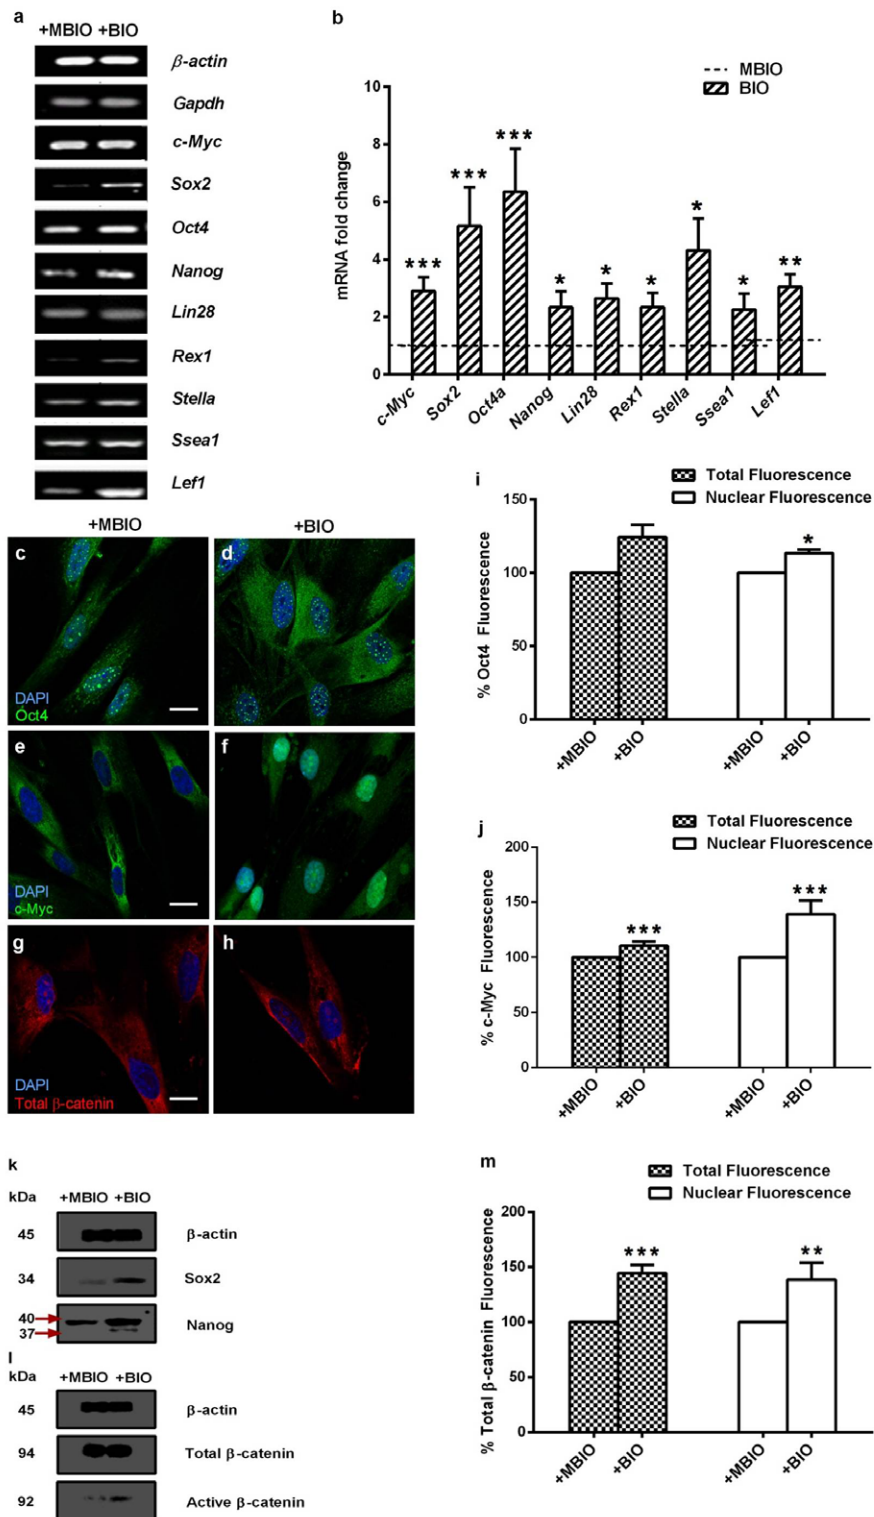 a
+MBIO +BIO
β-actin
Gapdh
c-Myc
Sox2
Oct4
Nanog
Lin28
Rex1
Stella
Ssea1
Lef1
b
MBIO
BIO
mRNA fold change
10
8
6
4
2
0
*** *** *** * * * * * **
c-Myc Sox2 Oct4a Nanog Lin28 Rex1 Stella Ssea1 Lef1
+MBIO +BIO
c d
DAPI
Oct4
e f
DAPI
c-Myc
g h
DAPI
Total β-catenin
i
Total Fluorescence
Nuclear Fluorescence
% Oct4 Fluorescence
150
100
50
0
*
+MBIO +BIO +MBIO +BIO
j
Total Fluorescence
Nuclear Fluorescence
% c-Myc Fluorescence
200
150
100
50
0
*** ***
+MBIO +BIO +MBIO +BIO
k
kDa +MBIO +BIO
45 β-actin
34 Sox2
40
37
Nanog
l
kDa +MBIO +BIO
45 β-actin
94 Total β-catenin
92 Active β-catenin
m
Total Fluorescence
Nuclear Fluorescence
% Total β-catenin Fluorescence
200
150
100
50
0
*** **
+MBIO +BIO +MBIO +BIO